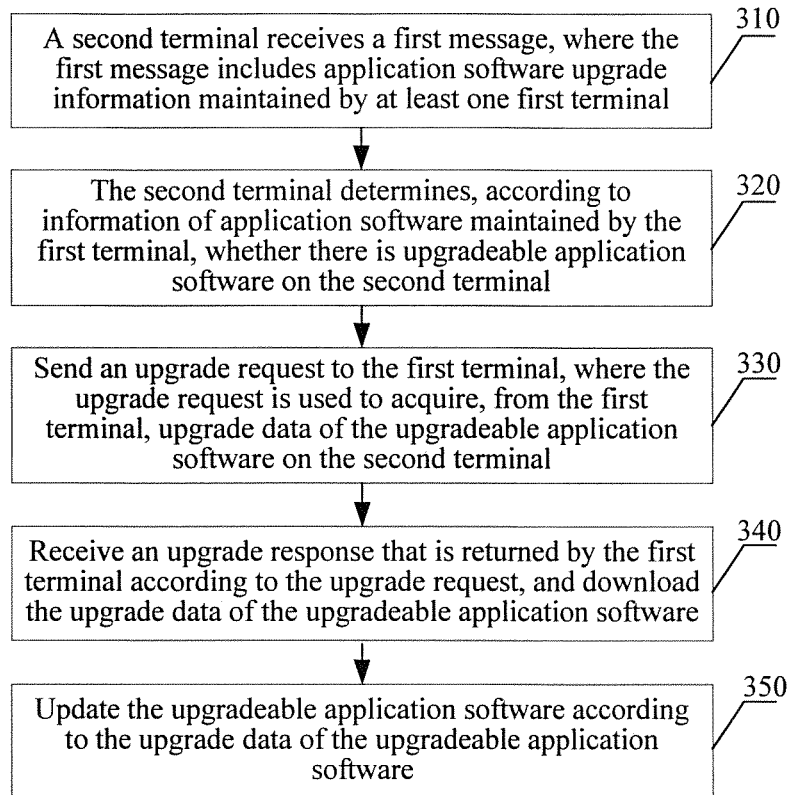 310
A second terminal receives a first message, where the
first message includes application software upgrade
information maintained by at least one first terminal
320
The second terminal determines, according to
information of application software maintained by the
first terminal, whether there is upgradeable application
software on the second terminal
330
Send an upgrade request to the first terminal, where the
upgrade request is used to acquire, from the first
terminal, upgrade data of the upgradeable application
software on the second terminal
340
Receive an upgrade response that is returned by the first
terminal according to the upgrade request, and download
the upgrade data of the upgradeable application software
350
Update the upgradeable application software according
to the upgrade data of the upgradeable application
software